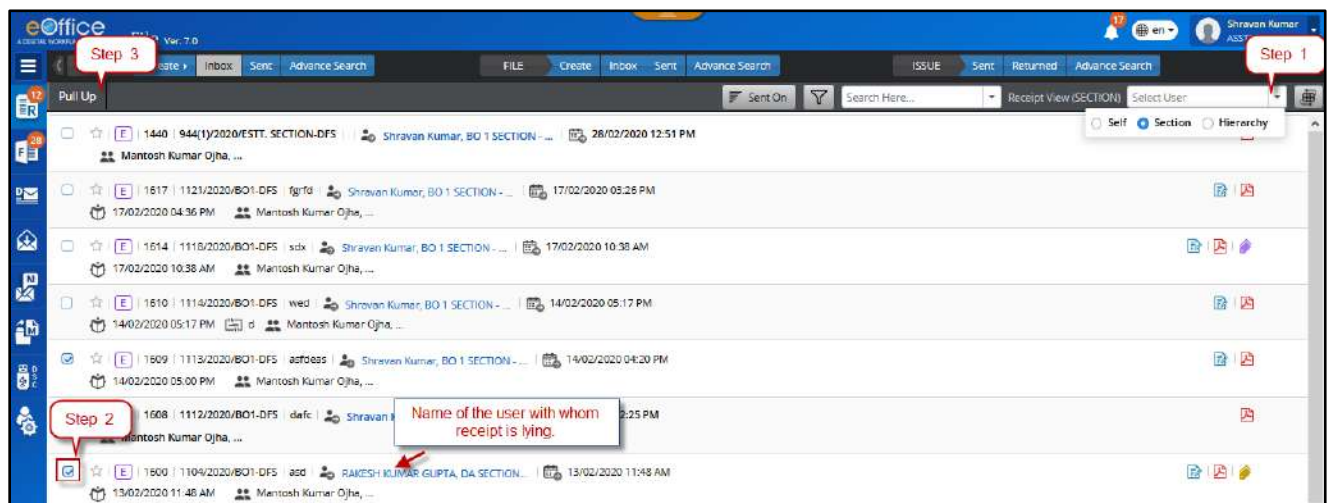 eOffice
Ver. 7.0
17
en
Shravan Kumar
Step 3
Step 1
Inbox Sent Advance Search
FILE Create Inbox Sent Advance Search
ISSUE Sent Returned Advance Search
12
R
Pull Up
Sent On
Search Here...
Receipt View (SECTION)
Select User
Self Section Hierarchy
28
E 1440 944(1)/2020/ESTT. SECTION-DFS Shravan Kumar, BO 1 SECTION - ... 28/02/2020 12:51 PM
Mantosh Kumar Ojha, ...
E 1617 1121/2020/BO1-DFS fgrfd Shravan Kumar, BO 1 SECTION - ... 17/02/2020 05:26 PM
17/02/2020 04:36 PM Mantosh Kumar Ojha, ...
E 1614 1118/2020/BO1-DFS sdx Shravan Kumar, BO 1 SECTION - ... 17/02/2020 10:38 AM
17/02/2020 10:38 AM Mantosh Kumar Ojha, ...
E 1610 1114/2020/BO1-DFS wed Shravan Kumar, BO 1 SECTION - ... 14/02/2020 05:17 PM
14/02/2020 05:17 PM d Mantosh Kumar Ojha, ...
E 1609 1113/2020/BO1-DFS asfdeas Shravan Kumar, BO 1 SECTION - ... 14/02/2020 04:20 PM
14/02/2020 05:00 PM Mantosh Kumar Ojha, ...
Step 2
1608 1112/2020/BO1-DFS dafc Shravan 2:25 PM
Mantosh Kumar Ojha, ...
Name of the user with whom
receipt is lying.
E 1600 1104/2020/BO1-DFS asd RAKESH KUMAR GUPTA, DA SECTION... 13/02/2020 11:48 AM
13/02/2020 11:48 AM Mantosh Kumar Ojha, ...